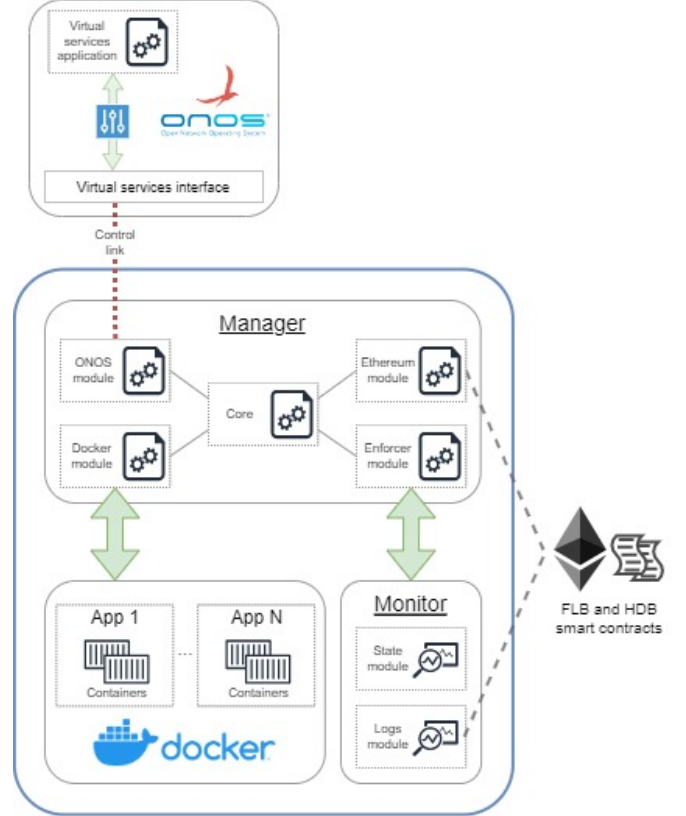 Virtual
services
application
onos
Open Network Operating System
Virtual services interface
Control
link
Manager
ONOS
module
Ethereum
module
Core
Docker
module
Enforcer
module
App 1
App N
...
Containers
Containers
docker
Monitor
State
module
Logs
module
FLB and HDB
smart contracts